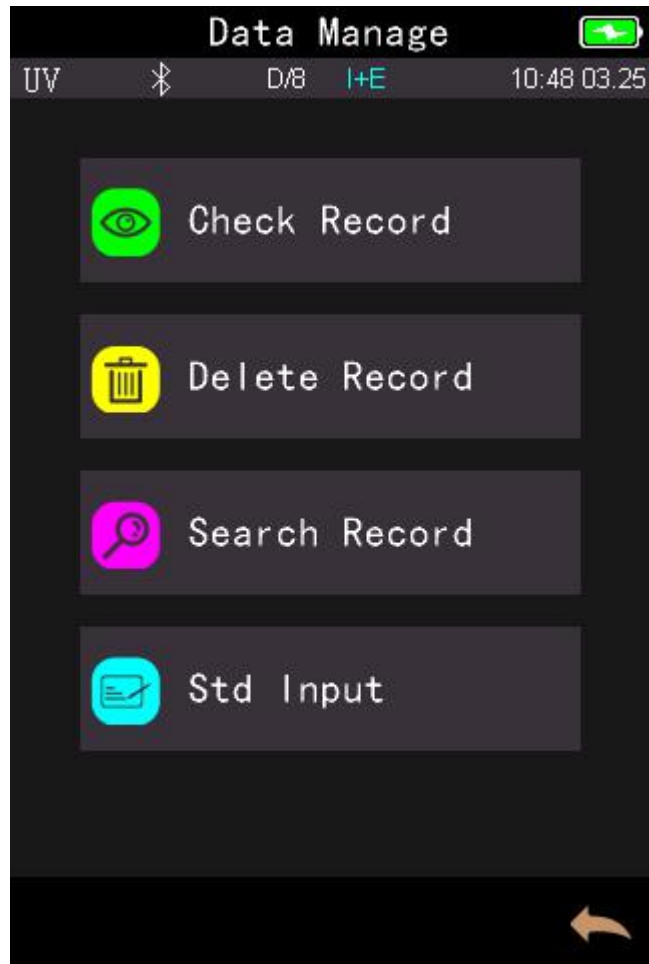 Data Manage
UV D/8 I+E 10:48 03.25
Check Record
Delete Record
Search Record
Std Input